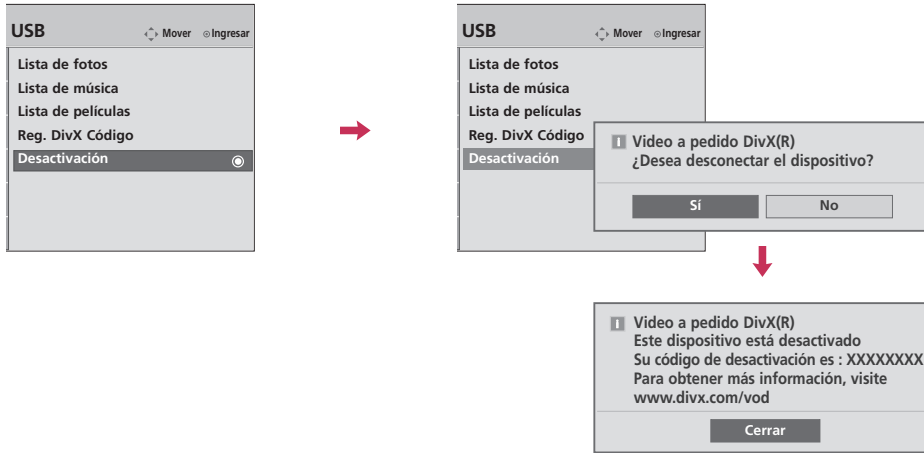 USB
Mover
Ingresar
Lista de fotos
Lista de música
Lista de películas
Reg. DivX Código
Desactivación
USB
Mover
Ingresar
Lista de fotos
Lista de música
Lista de películas
Reg. DivX Código
Desactivación
Video a pedido DivX(R)
¿Desea desconectar el dispositivo?
Sí
No
Video a pedido DivX(R)
Este dispositivo está desactivado
Su código de desactivación es : XXXXXXXX
Para obtener más información, visite
www.divx.com/vod
Cerrar